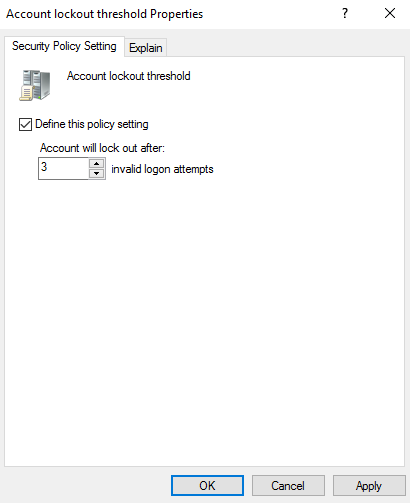 Account lockout threshold Properties
?
Security Policy Setting
Explain
Account lockout threshold
Define this policy setting
Account will lock out after:
3 invalid logon attempts
OK
Cancel
Apply